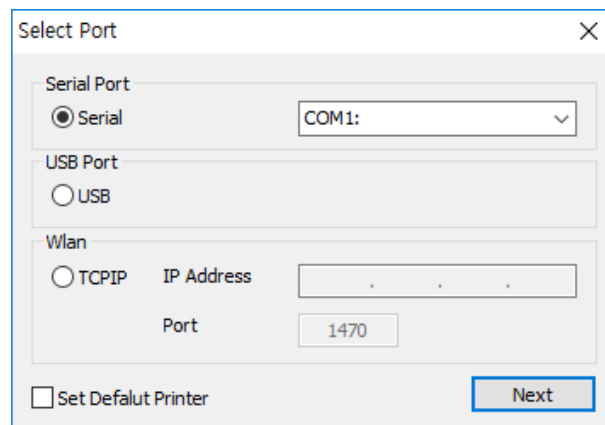 Select Port
Serial Port
Serial COM1:
USB Port
USB
Wlan
TCPIP IP Address . . .
Port 1470
Set Defalut Printer Next